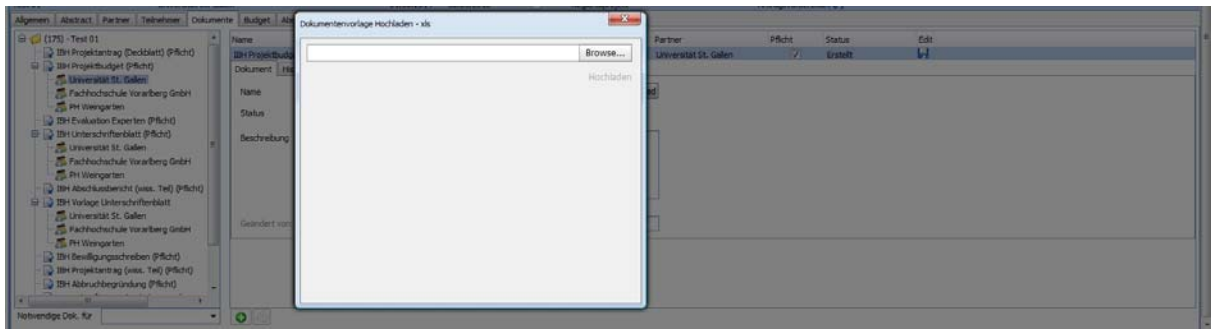 Allgemein Abstract Partner Teilnehmer Dokumente Budget
Dokumentenvorlage Hochladen - xls
Browse...
Hochladen
(175) - Test 01
IBH Projektantrag (Deckblatt) (Pflicht)
IBH Projektbudget (Pflicht)
Universität St. Gallen
Fachhochschule Vorarlberg GmbH
PH Weingarten
IBH Evaluation Experten (Pflicht)
IBH Unterschriftenblatt (Pflicht)
Universität St. Gallen
Fachhochschule Vorarlberg GmbH
PH Weingarten
IBH Abschlussbericht (wiss. Teil) (Pflicht)
IBH Vorlage Unterschriftenblatt
Universität St. Gallen
Fachhochschule Vorarlberg GmbH
PH Weingarten
IBH Bewilligungsschreiben (Pflicht)
IBH Projektantrag (wiss. Teil) (Pflicht)
IBH Abbruchbegründung (Pflicht)
Notwendige Dok. für
Name Partner Pflicht Status Edit
IBH Projektbudg Universität St. Gallen Erstellt
Dokument
Name
Status
Beschreibung
Geändert von